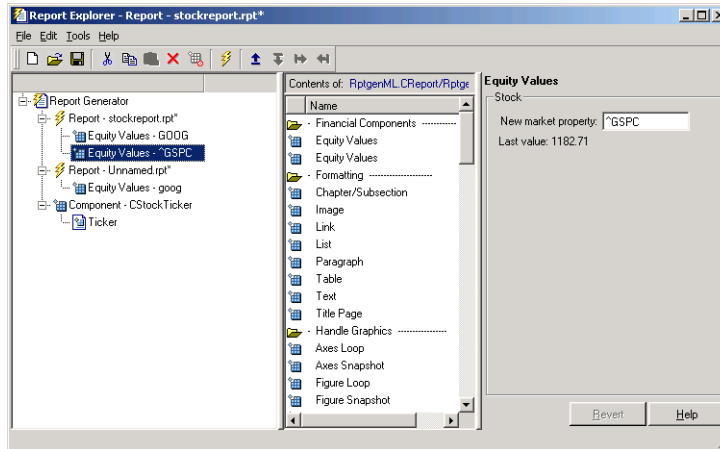 Report Explorer - Report - stockreport.rpt*
File Edit Tools Help
Report Generator
Report - stockreport.rpt*
Equity Values - GOOG
Equity Values - ^GSPC
Report - Unnamed.rpt*
Equity Values - goog
Component - CStockTicker
Ticker
Contents of: RptgenML.CReport/Rptge
Name
- Financial Components -----------
Equity Values
Equity Values
- Formatting ---------------------
Chapter/Subsection
Image
Link
List
Paragraph
Table
Text
Title Page
- Handle Graphics ----------------
Axes Loop
Axes Snapshot
Figure Loop
Figure Snapshot
Equity Values
Stock
New market property: ^GSPC
Last value: 1182.71
Revert Help